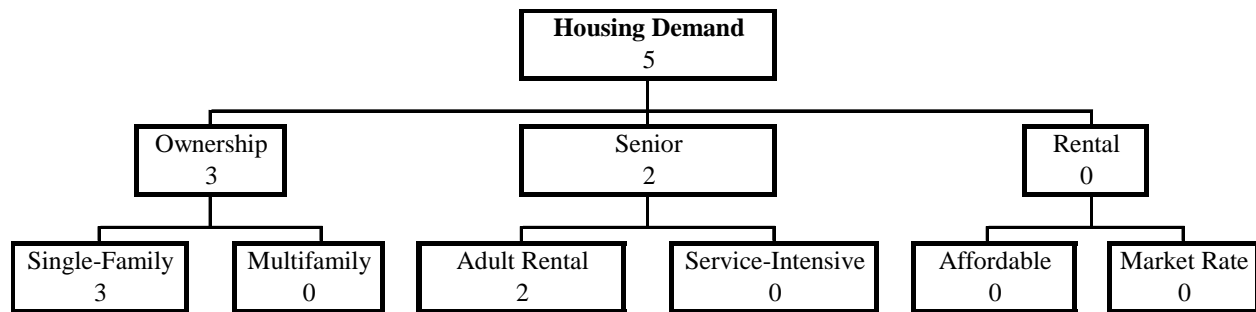 Housing Demand
5
Ownership
3
Senior
2
Rental
0
Single-Family
3
Multifamily
0
Adult Rental
2
Service-Intensive
0
Affordable
0
Market Rate
0